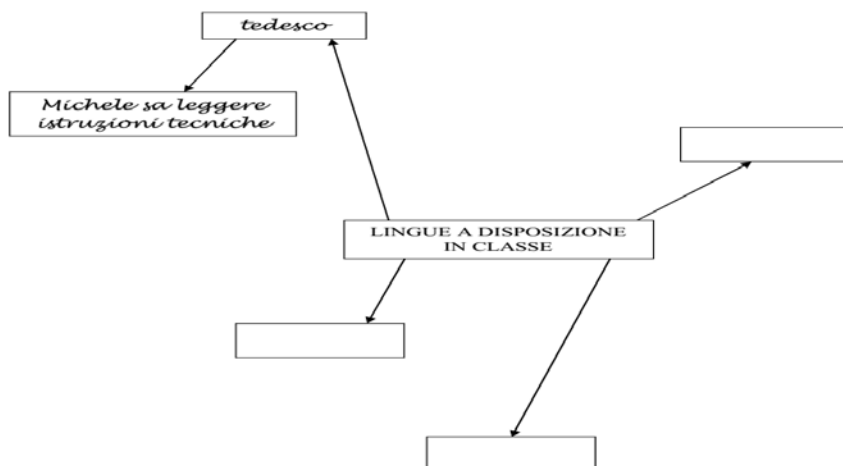 tedesco
Michele sa leggere
istruzioni tecniche
LINGUE A DISPOSIZIONE
IN CLASSE